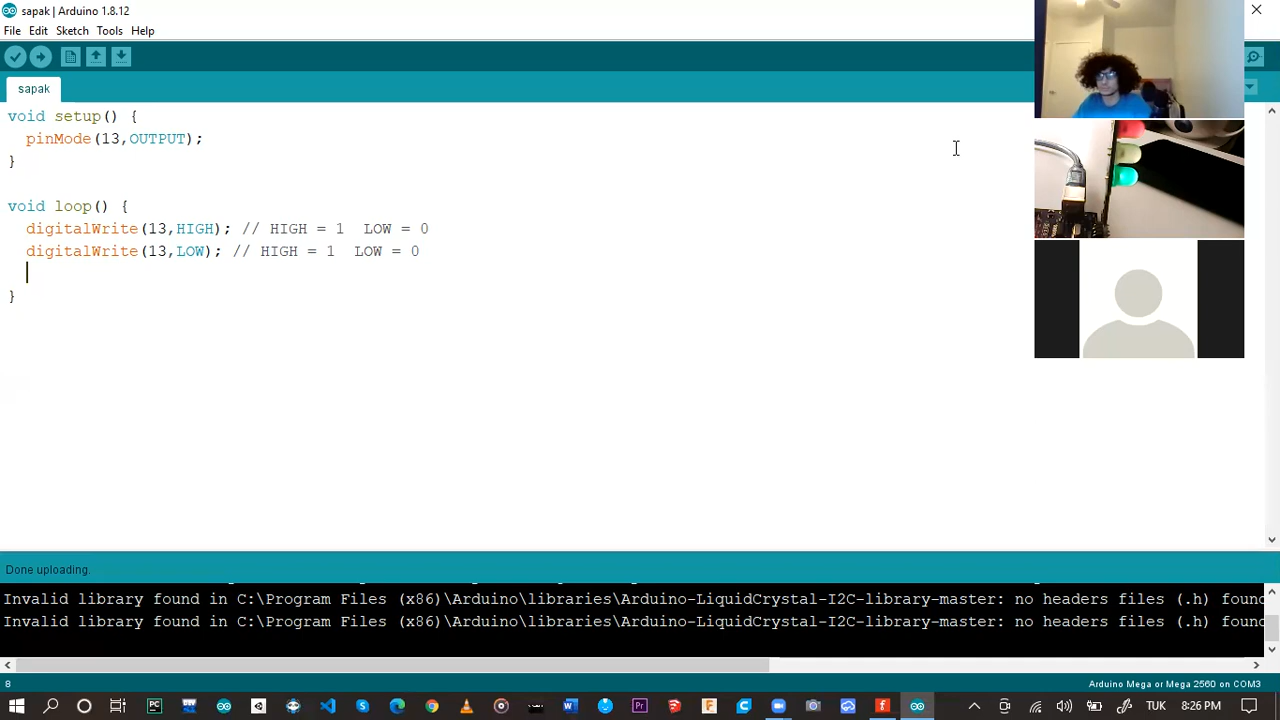 sapak | Arduino 1.8.12
File Edit Sketch Tools Help
sapak
void setup() {
pinMode(13,OUTPUT);
}
void loop() {
digitalWrite(13,HIGH); // HIGH = 1  LOW = 0
digitalWrite(13,LOW); // HIGH = 1  LOW = 0
}
Done uploading.
Invalid library found in C:\Program Files (x86)\Arduino\libraries\Arduino-LiquidCrystal-I2C-library-master: no headers files (.h) found
Invalid library found in C:\Program Files (x86)\Arduino\libraries\Arduino-LiquidCrystal-I2C-library-master: no headers files (.h) found
8
Arduino Mega or Mega 2560 on COM3
TUK
8:26 PM